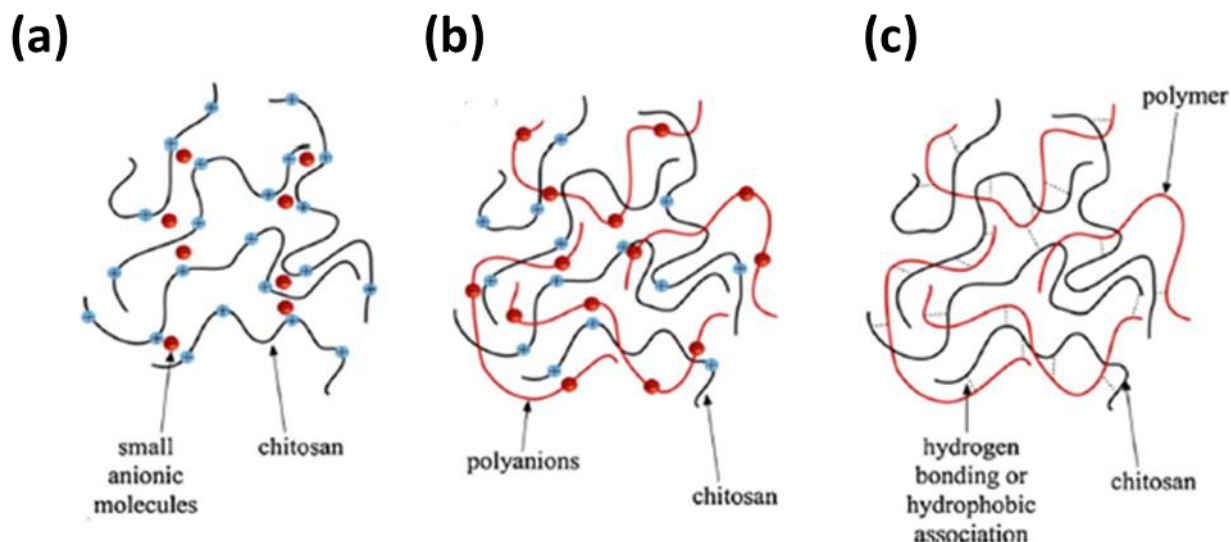 (a)
(b)
(c)
small
anionic
molecules
chitosan
polyanions
chitosan
polymer
hydrogen
bonding or
hydrophobic
association
chitosan